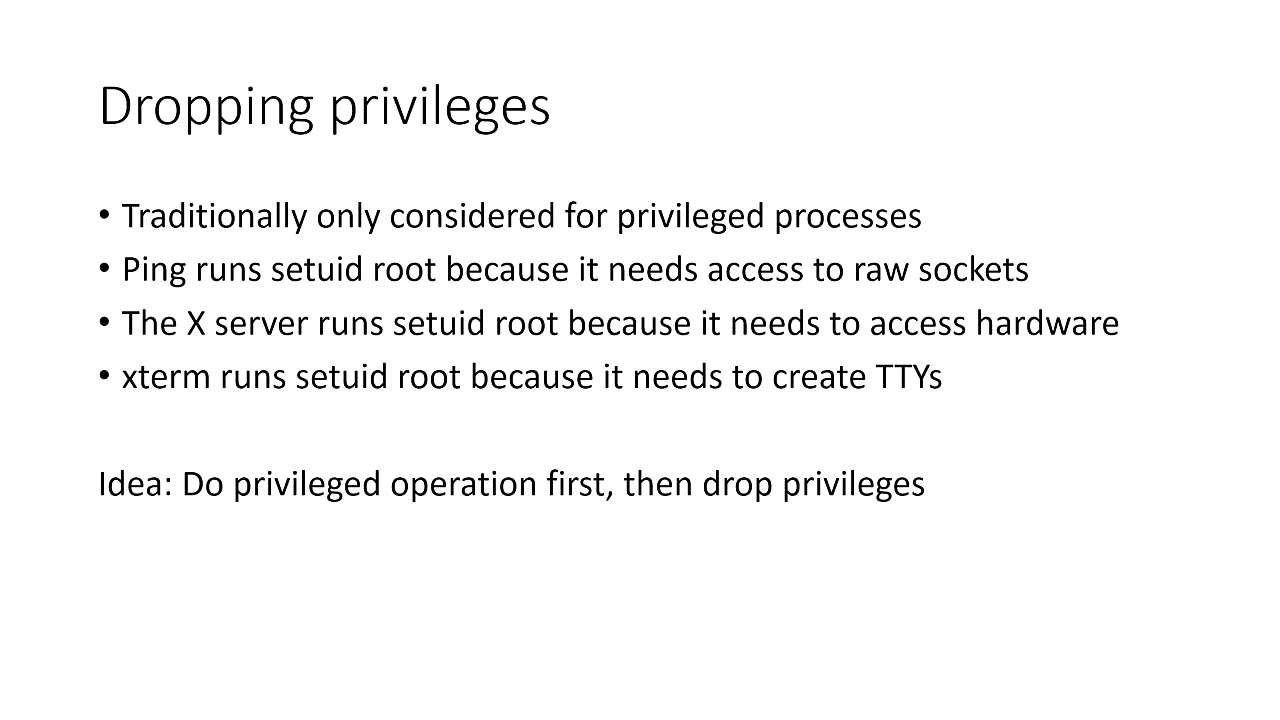 Dropping privileges
• Traditionally only considered for privileged processes
• Ping runs setuid root because it needs access to raw sockets
• The X server runs setuid root because it needs to access hardware
• xterm runs setuid root because it needs to create TTYs
Idea: Do privileged operation first, then drop privileges